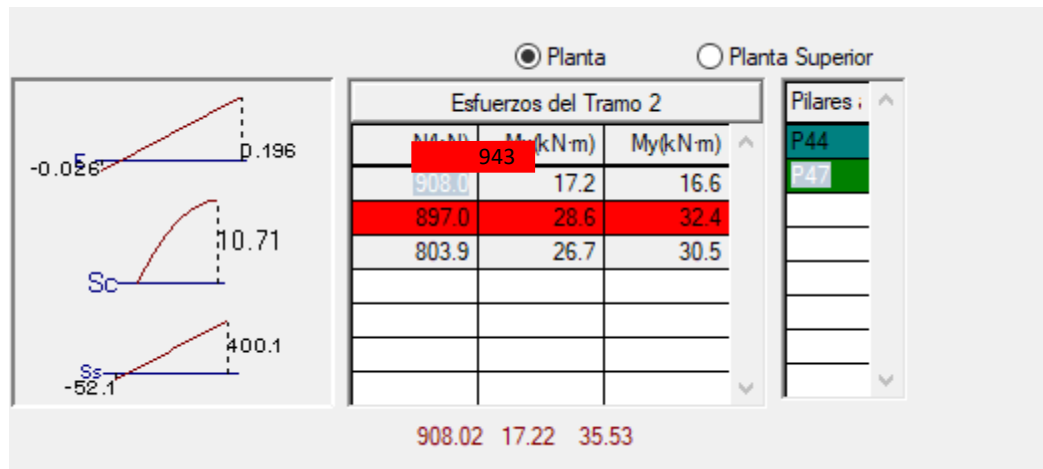 Planta Planta Superior
Esfuerzos del Tramo 2 Pilares
My(kN·m)
943
908.0 17.2 16.6
897.0 28.6 32.4
803.9 26.7 30.5
P44
P47
-0.026 0.196
Sc 10.71
Ss -52.1 400.1
908.02 17.22 35.53